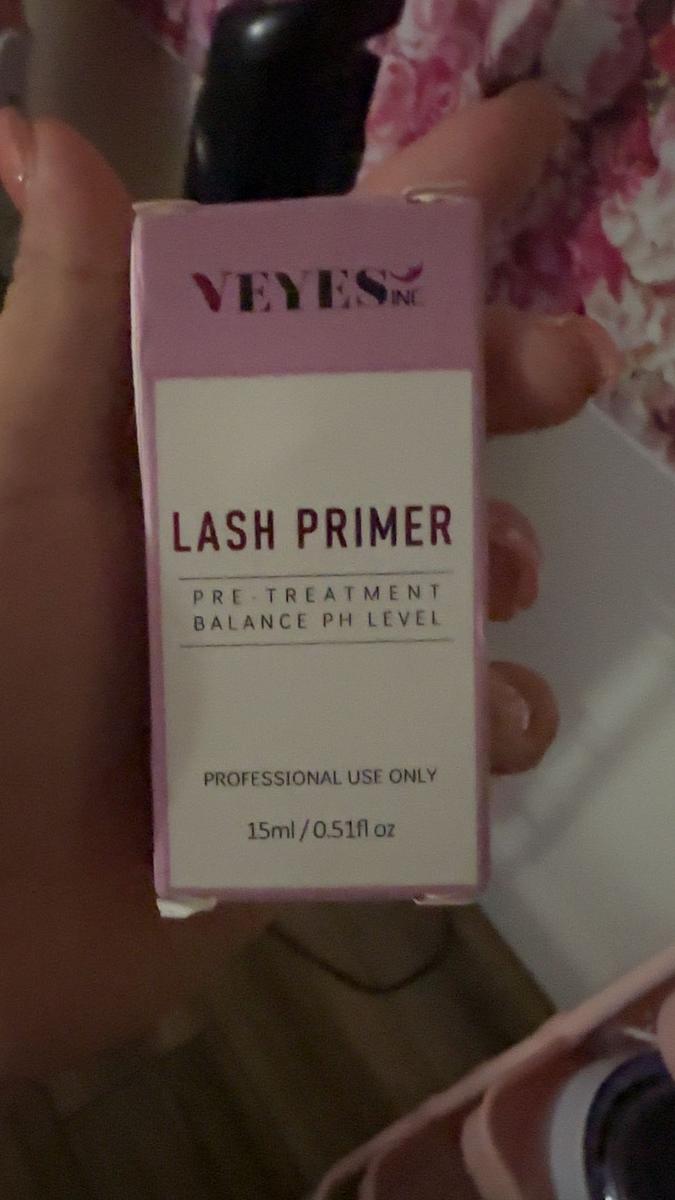 VEYES INC
LASH PRIMER
PRE-TREATMENT
BALANCE PH LEVEL
PROFESSIONAL USE ONLY
15ml / 0.51fl oz